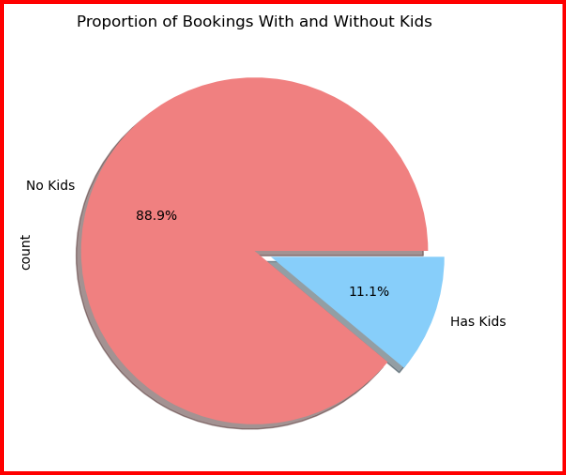 Proportion of Bookings With and Without Kids
No Kids
88.9%
count
11.1%
Has Kids